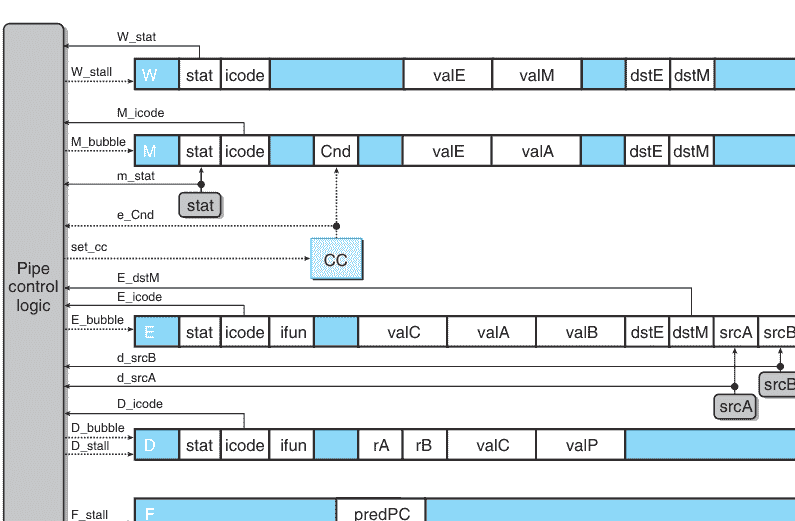 W_stat
W_stall
W stat icode valE valM dstE dstM
M_icode
M_bubble
M stat icode Cnd valE valA dstE dstM
m_stat
stat
e_Cnd
set_cc
CC
Pipe
control
logic
E_dstM
E_icode
E_bubble
E stat icode ifun valC valA valB dstE dstM srcA srcB
d_srcB
d_srcA
srcB
srcA
D_icode
D_bubble
D_stall
D stat icode ifun rA rB valC valP
F_stall
F predPC